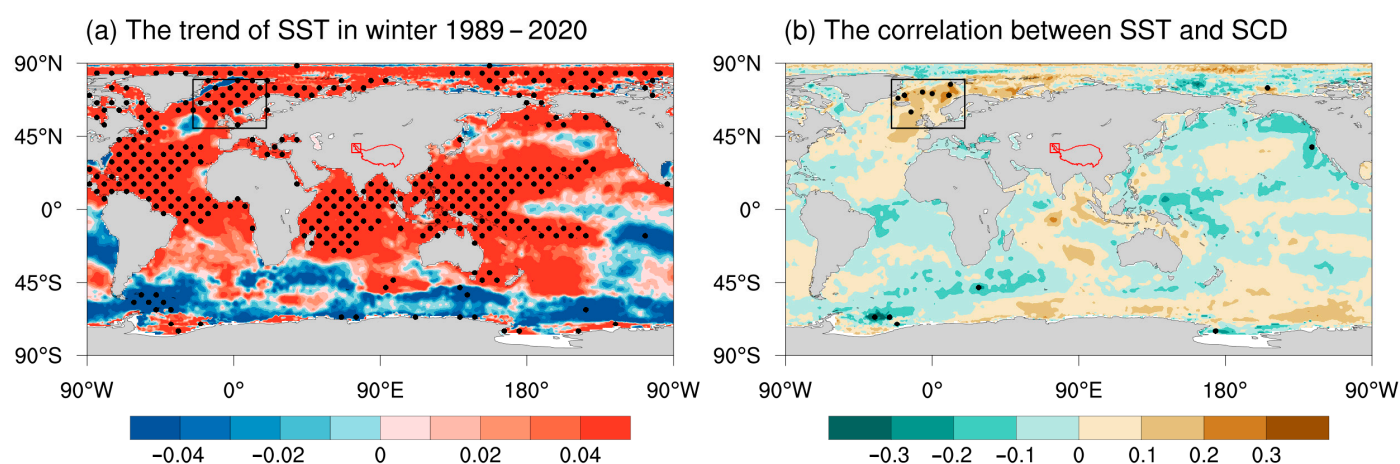 (a) The trend of SST in winter 1989 – 2020
90°N
45°N
0°
45°S
90°S
90°W 0° 90°E 180° 90°W
−0.04 −0.02 0 0.02 0.04
(b) The correlation between SST and SCD
90°N
45°N
0°
45°S
90°S
90°W 0° 90°E 180° 90°W
−0.3 −0.2 −0.1 0 0.1 0.2 0.3